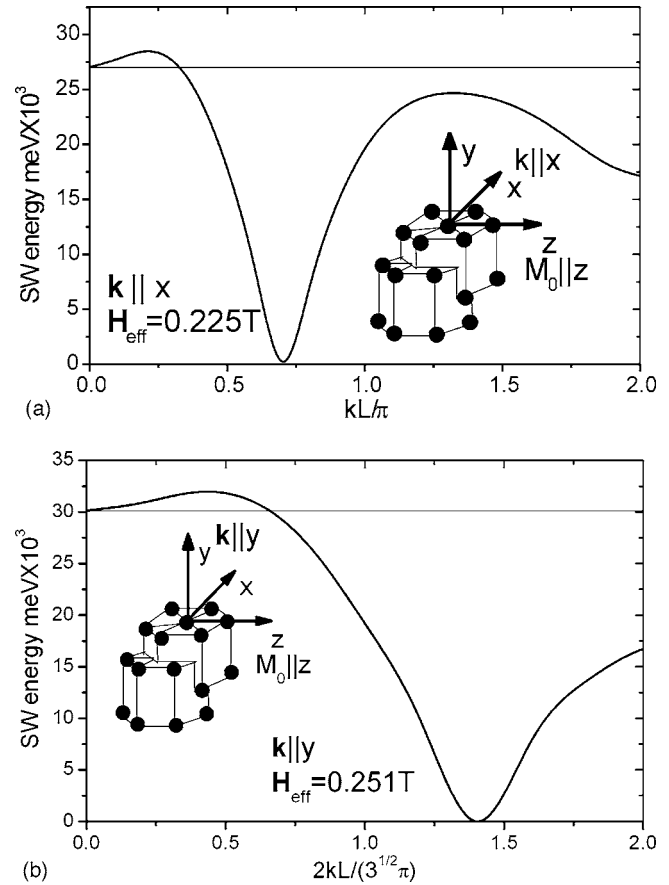 30
25
20
15
10
5
0
SW energy meVX10³
y
k||x
x
z
M₀||z
k || x
H_eff=0.225T
0.0 0.5 1.0 1.5 2.0
(a)
kL/π
35
30
25
20
15
10
5
0
SW energy meVX10³
k||y
y
x
z
M₀||z
k||y
H_eff=0.251T
0.0 0.5 1.0 1.5 2.0
(b)
2kL/(3^1/2π)